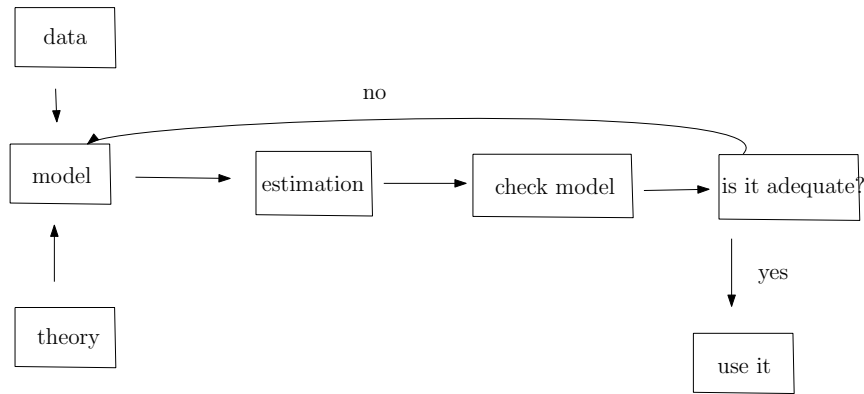 data
no
model
estimation
check model
is it adequate?
yes
theory
use it